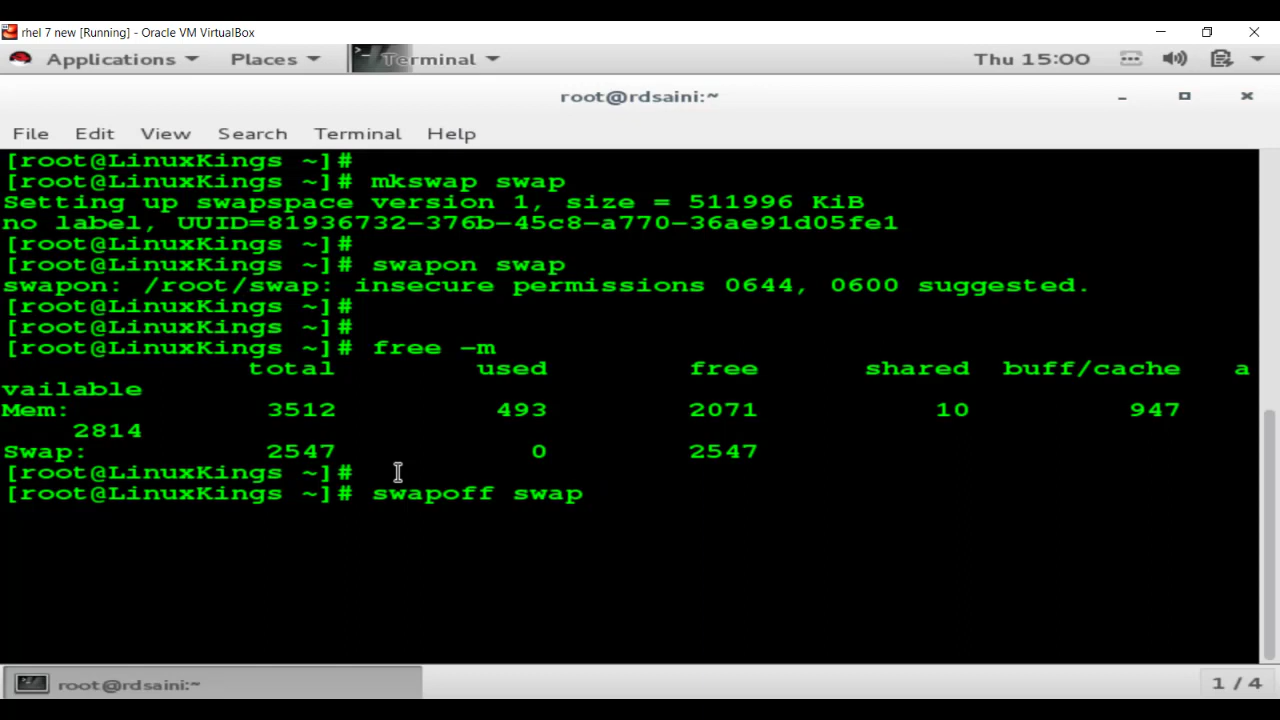 rhel 7 new [Running] - Oracle VM VirtualBox
Applications Places Terminal Thu 15:00
root@rdsaini:~
File Edit View Search Terminal Help
[root@LinuxKings ~]#
[root@LinuxKings ~]# mkswap swap
Setting up swapspace version 1, size = 511996 KiB
no label, UUID=81936732-376b-45c8-a770-36ae91d05fe1
[root@LinuxKings ~]#
[root@LinuxKings ~]# swapon swap
swapon: /root/swap: insecure permissions 0644, 0600 suggested.
[root@LinuxKings ~]#
[root@LinuxKings ~]#
[root@LinuxKings ~]# free -m
total used free shared buff/cache a
vailable
Mem: 3512 493 2071 10 947
2814
Swap: 2547 0 2547
[root@LinuxKings ~]#
[root@LinuxKings ~]# swapoff swap
root@rdsaini:~ 1 / 4